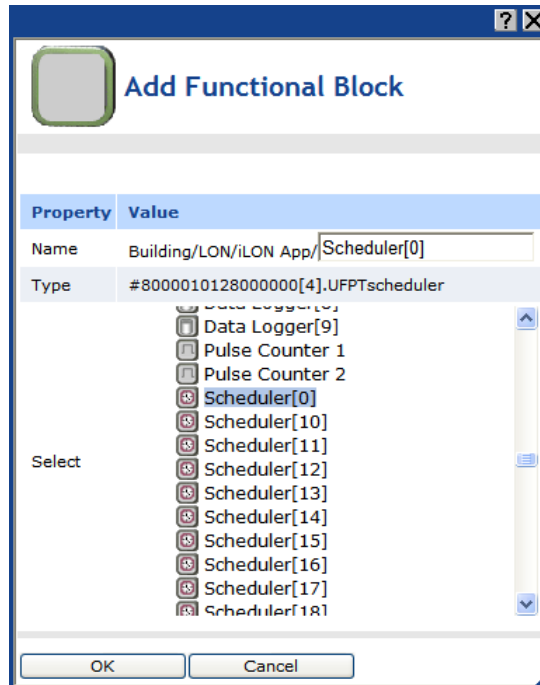 Add Functional Block
Property Value
Name Building/LON/iLON App/ Scheduler[0]
Type #8000010128000000[4].UFPTscheduler
Data Logger[9]
Pulse Counter 1
Pulse Counter 2
Scheduler[0]
Scheduler[10]
Scheduler[11]
Select
Scheduler[12]
Scheduler[13]
Scheduler[14]
Scheduler[15]
Scheduler[16]
Scheduler[17]
Scheduler[18]
OK Cancel